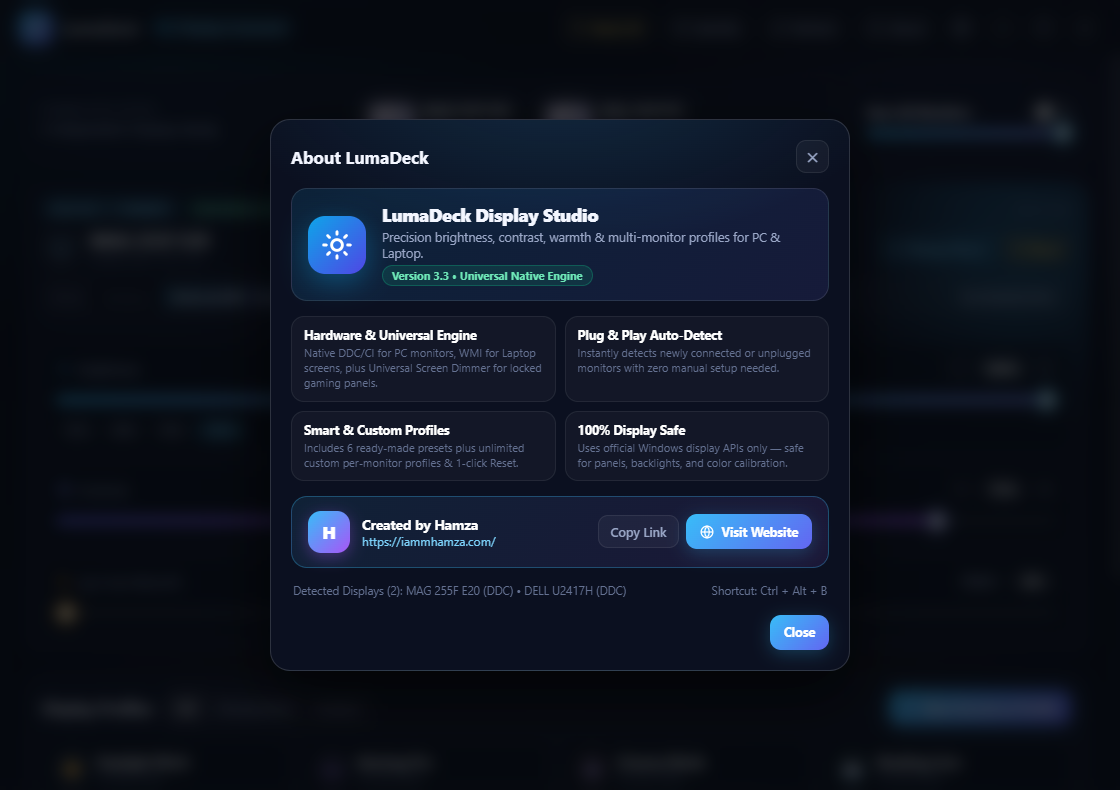 About LumaDeck
LumaDeck Display Studio
Precision brightness, contrast, warmth & multi-monitor profiles for PC &
Laptop.
Version 3.3 • Universal Native Engine
Hardware & Universal Engine
Native DDC/CI for PC monitors, WMI for Laptop
screens, plus Universal Screen Dimmer for locked
gaming panels.
Plug & Play Auto-Detect
Instantly detects newly connected or unplugged
monitors with zero manual setup needed.
Smart & Custom Profiles
Includes 6 ready-made presets plus unlimited
custom per-monitor profiles & 1-click Reset.
100% Display Safe
Uses official Windows display APIs only — safe
for panels, backlights, and color calibration.
H
Created by Hamza
https://iammhamza.com/
Copy Link
Visit Website
Detected Displays (2): MAG 255F E20 (DDC) • DELL U2417H (DDC)
Shortcut: Ctrl + Alt + B
Close